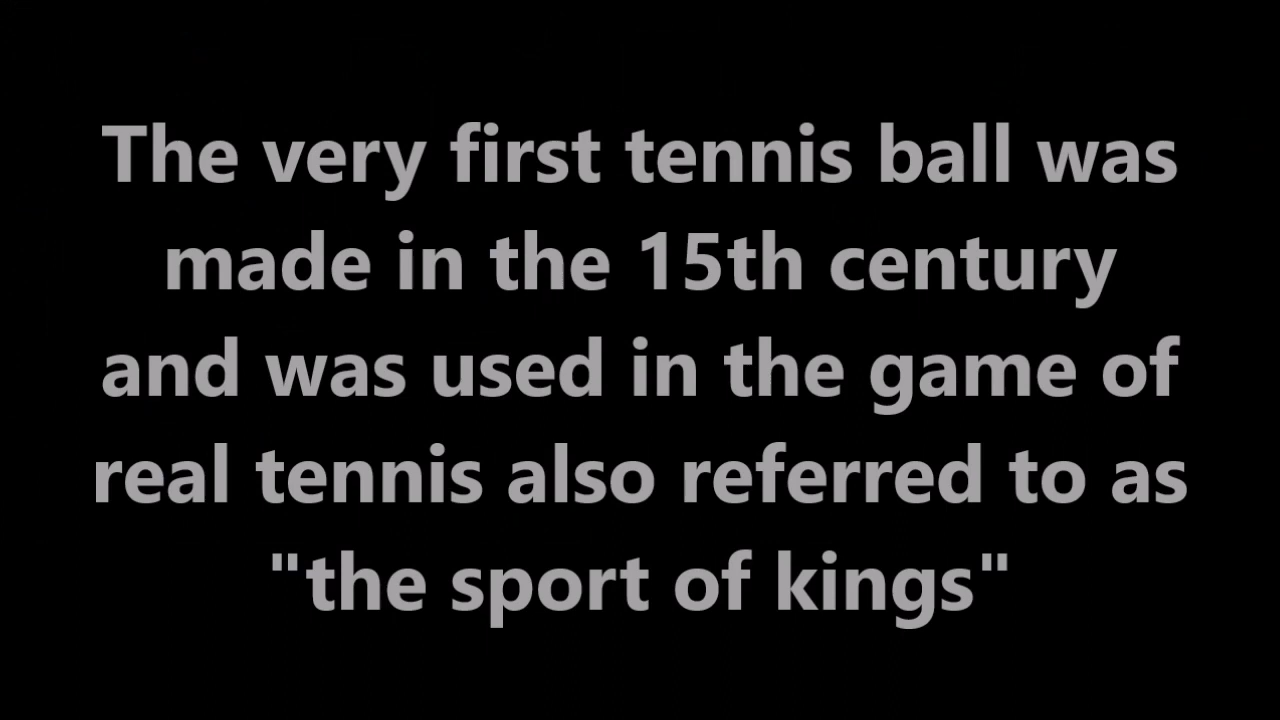 The very first tennis ball was
made in the 15th century
and was used in the game of
real tennis also referred to as
"the sport of kings"